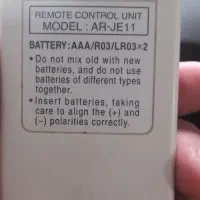 REMOTE CONTROL UNIT
MODEL : AR-JE11
BATTERY:AAA/R03/LR03×2
• Do not mix old with new
batteries, and do not use
batteries of different types
together.
• Insert batteries, taking
care to align the (+) and
(−) polarities correctly.